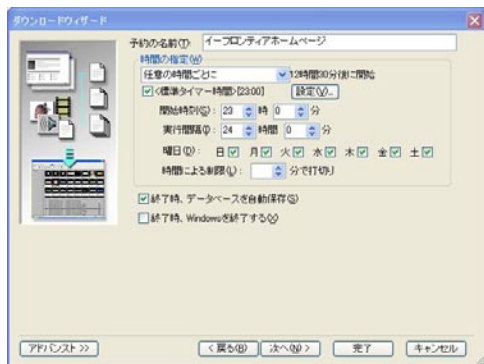 ダウンロードウィザード
予約の名前(T): イーフロンティアホームページ
時間の指定(W)
任意の時間ごとに 12時間30分後に開始
<標準タイマー時間>[23:00] 設定(V)...
開始時刻(S): 23 時 0 分
実行間隔(I): 24 時間 0 分
曜日(D): 日 月 火 水 木 金 土
時間による制限(L): 分で打切り
終了時、データベースを自動保存(S)
終了時、Windowsを終了する(X)
アドバンスト >> < 戻る(B) 次へ(N) > 完了 キャンセル